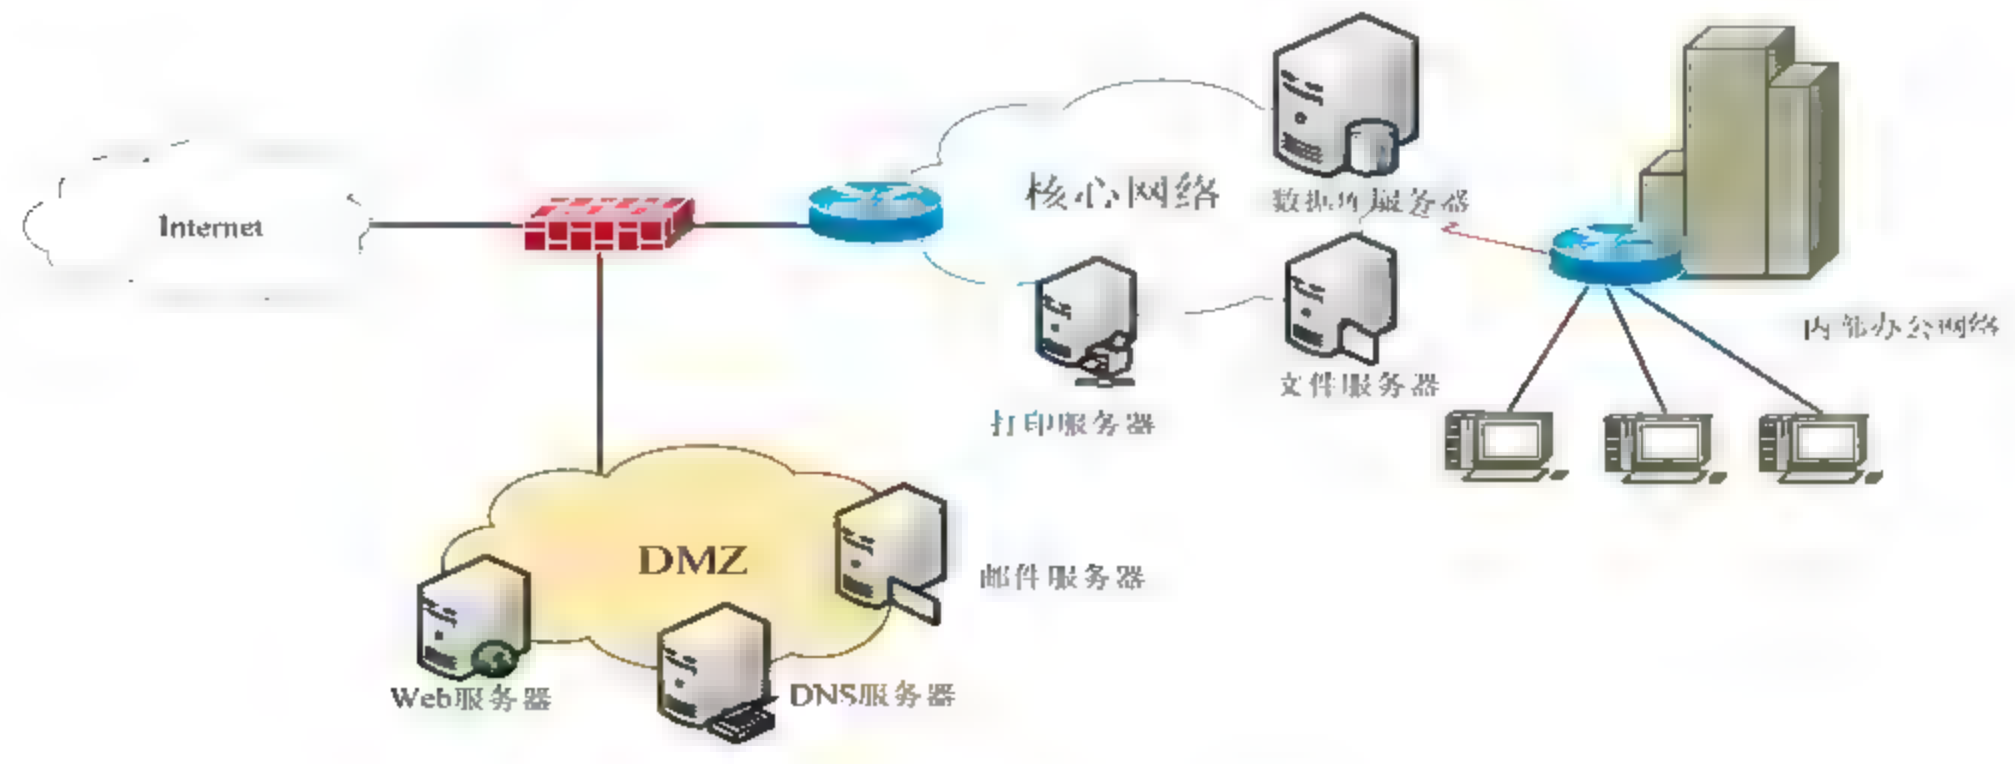 Internet
核心网络
数据库服务器
打印服务器
文件服务器
内部办公网络
DMZ
邮件服务器
Web服务器
DNS服务器